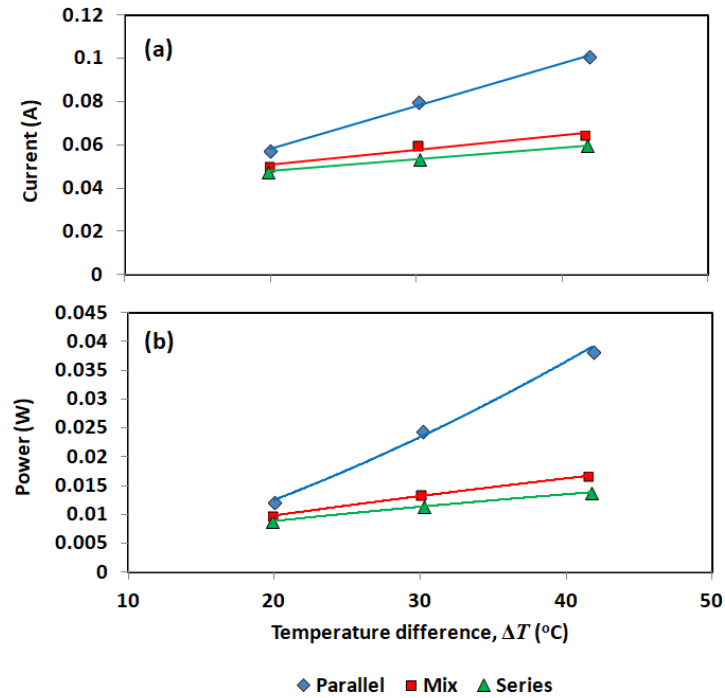 0.12
(a)
0.1
0.08
0.06
0.04
0.02
0
Current (A)
0.045
(b)
0.04
0.035
0.03
0.025
0.02
0.015
0.01
0.005
0
Power (W)
10 20 30 40 50
Temperature difference, ΔT (°C)
Parallel Mix Series